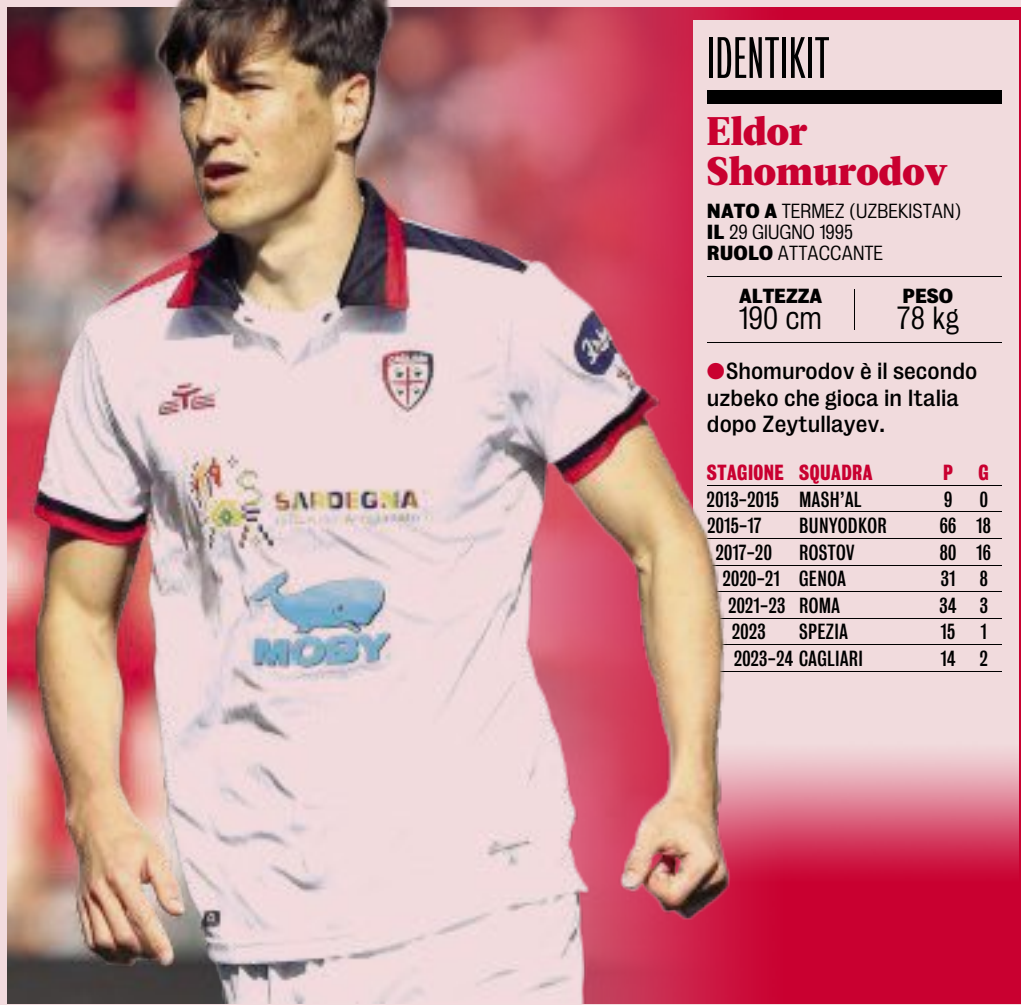 IDENTIKIT
Eldor
Shomurodov
NATO A TERMEZ (UZBEKISTAN)
IL 29 GIUGNO 1995
RUOLO ATTACCANTE
ALTEZZA PESO
190 cm 78 kg
●Shomurodov è il secondo
uzbeko che gioca in Italia
dopo Zeytullayev.
STAGIONE SQUADRA P G
2013-2015 MASH'AL 9 0
2015-17 BUNYODKOR 66 18
2017-20 ROSTOV 80 16
2020-21 GENOA 31 8
2021-23 ROMA 34 3
2023 SPEZIA 15 1
2023-24 CAGLIARI 14 2
CAGLIARI
SARDEGNA
MOBY